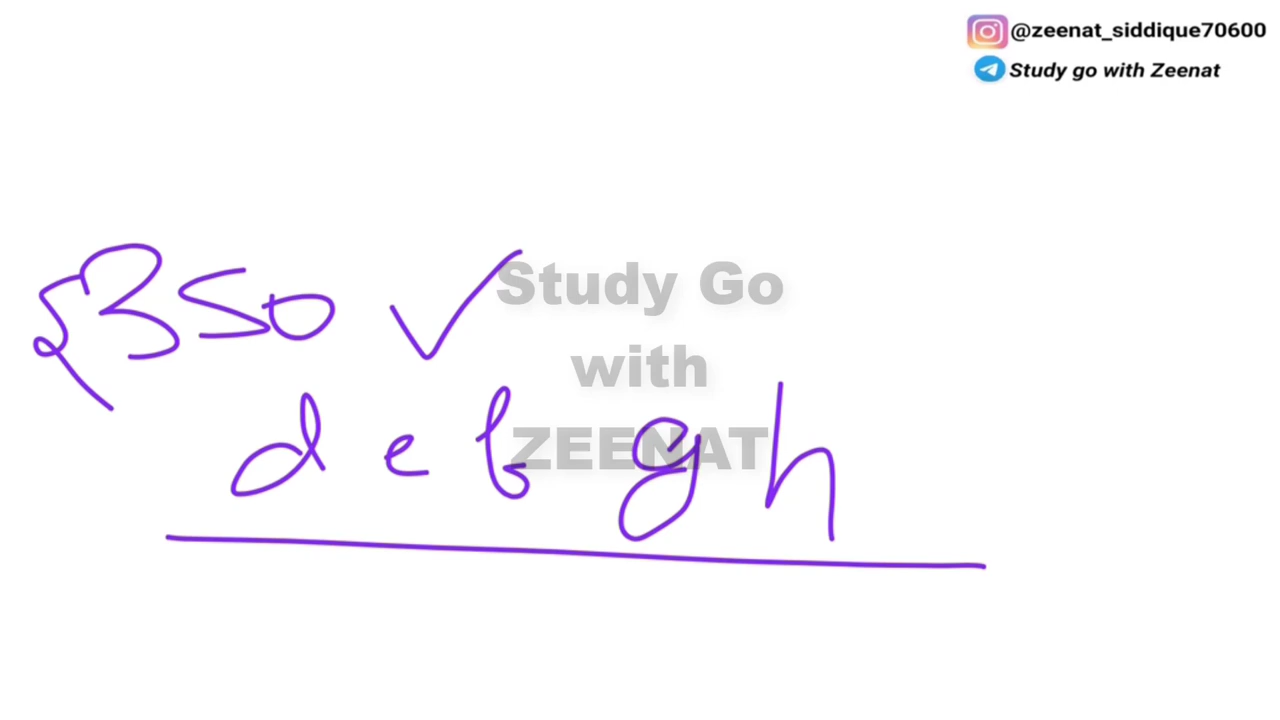 @zeenat_siddique70600
Study go with Zeenat
350 ✓
Study Go
with
ZEENAT
d e f g h